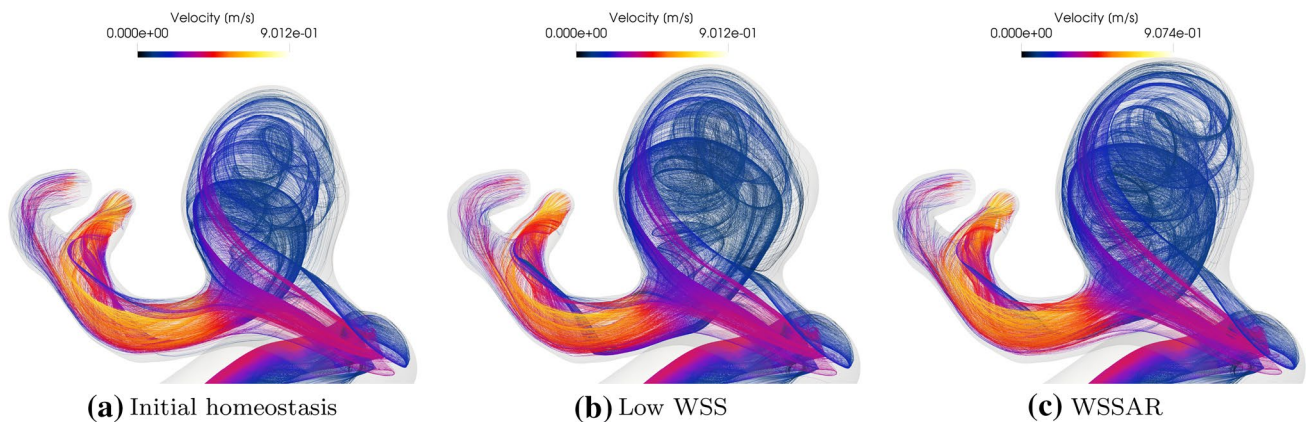 Velocity [m/s]
0.000e+00 9.012e-01
Velocity [m/s]
0.000e+00 9.012e-01
Velocity [m/s]
0.000e+00 9.074e-01
(a) Initial homeostasis
(b) Low WSS
(c) WSSAR